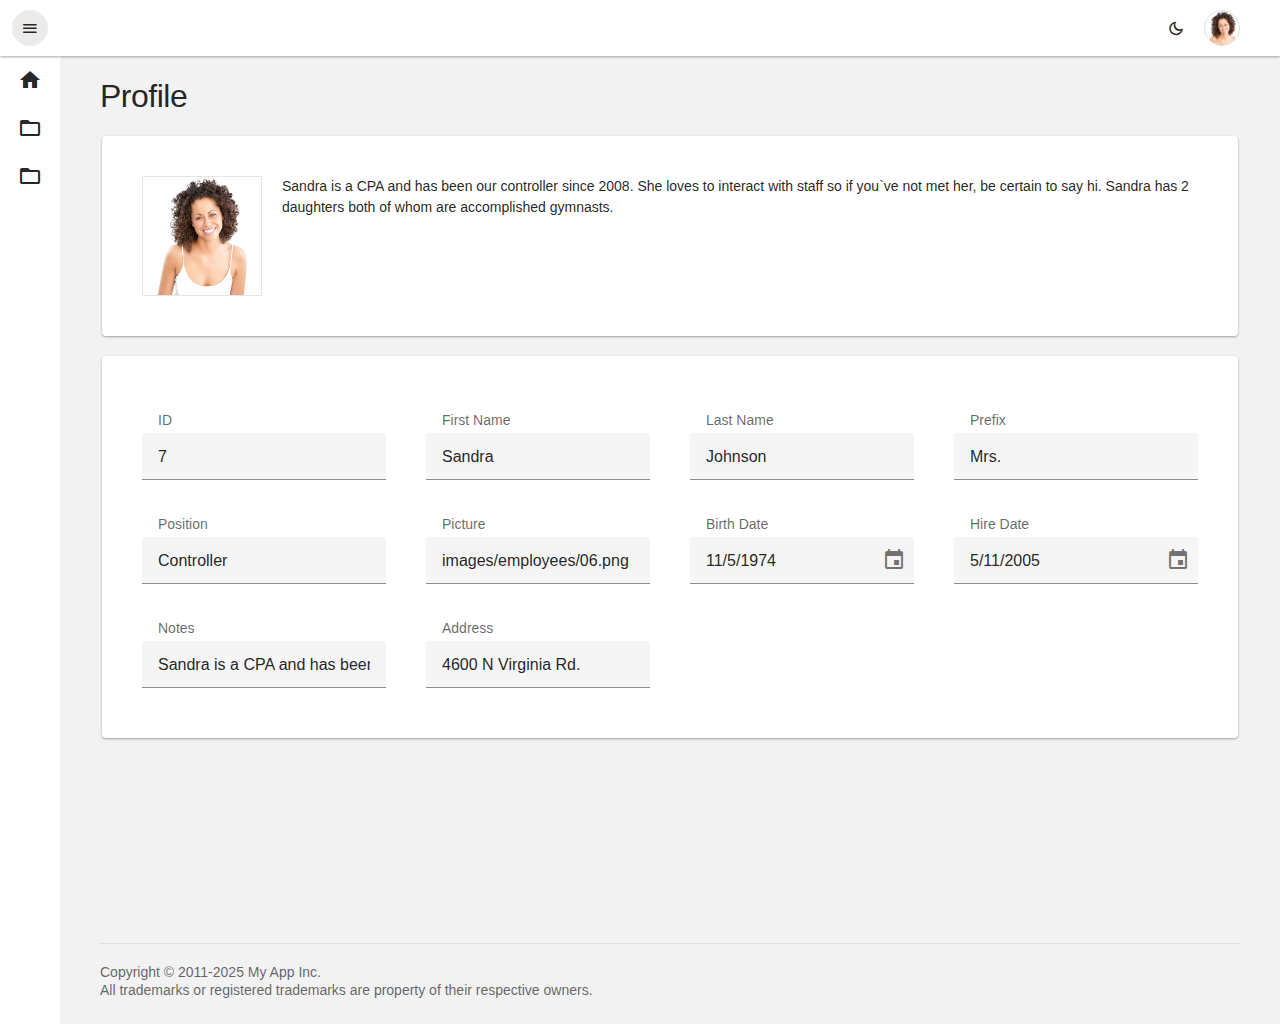 Profile
Sandra is a CPA and has been our controller since 2008. She loves to interact with staff so if you`ve not met her, be certain to say hi. Sandra has 2
daughters both of whom are accomplished gymnasts.
ID
First Name
Last Name
Prefix
7
Sandra
Johnson
Mrs.
Position
Picture
Birth Date
Hire Date
Controller
images/employees/06.png
11/5/1974
5/11/2005
Notes
Address
Sandra is a CPA and has been
4600 N Virginia Rd.
Copyright © 2011-2025 My App Inc.
All trademarks or registered trademarks are property of their respective owners.